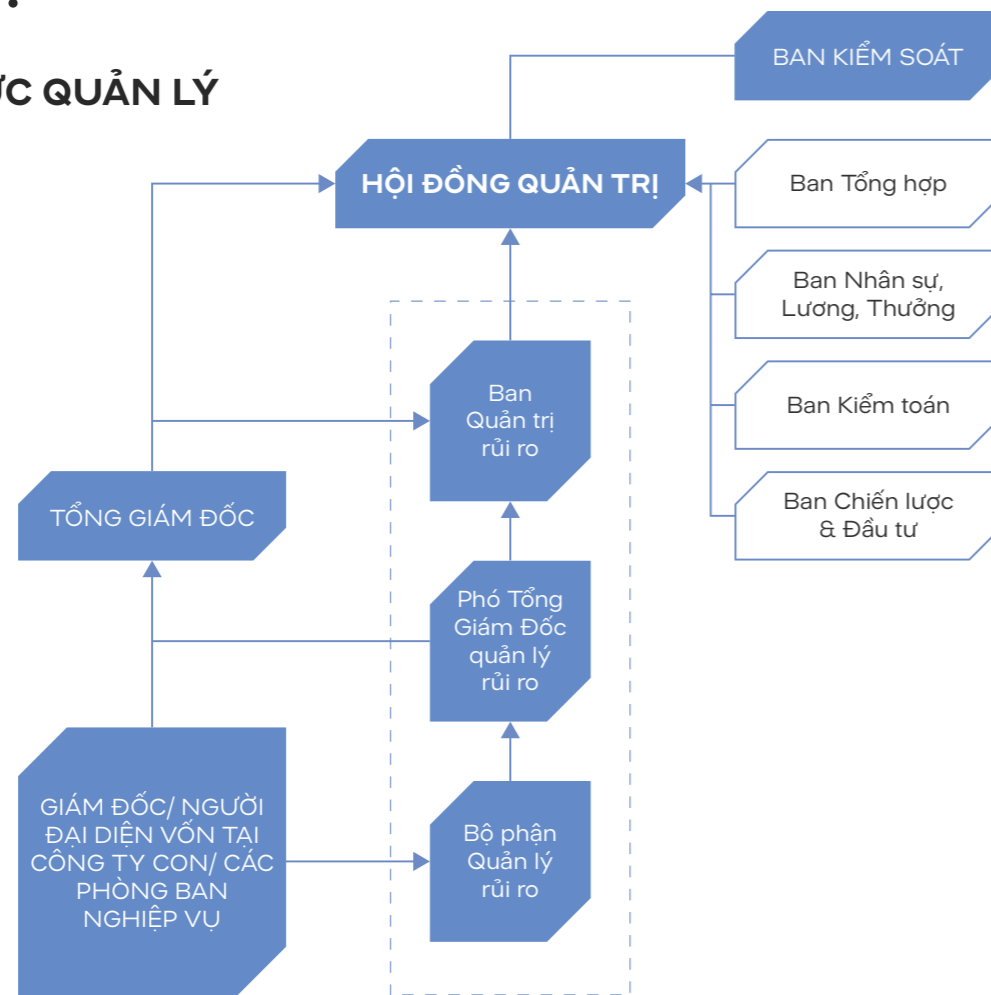 ỨC QUẢN LÝ
BAN KIỂM SOÁT
HỘI ĐỒNG QUẢN TRỊ
Ban Tổng hợp
Ban Nhân sự,
Lương, Thưởng
Ban Kiểm toán
Ban Chiến lược
& Đầu tư
Ban
Quản trị
rủi ro
TỔNG GIÁM ĐỐC
Phó Tổng
Giám Đốc
quản lý
rủi ro
GIÁM ĐỐC/ NGƯỜI
ĐẠI DIỆN VỐN TẠI
CÔNG TY CON/ CÁC
PHÒNG BAN
NGHIỆP VỤ
Bộ phận
Quản lý
rủi ro